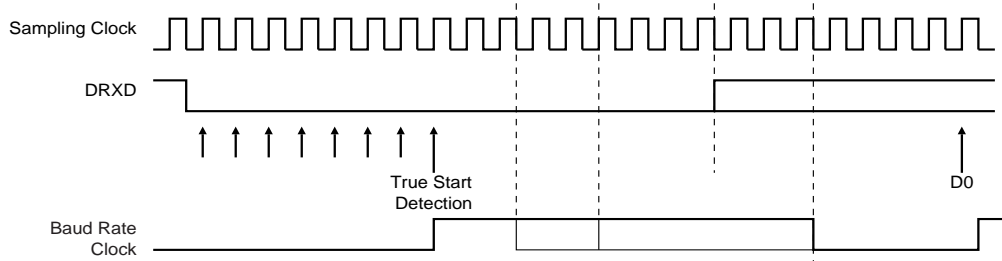 Sampling Clock
DRXD
True Start
Detection
D0
Baud Rate
Clock